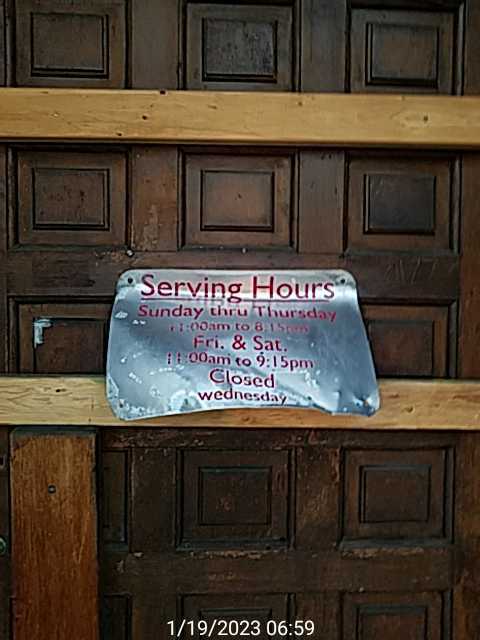 Serving Hours
Sunday thru Thursday
11:00am to 8:15pm
Fri. & Sat.
11:00am to 9:15pm
Closed
wednesday
1/19/2023 06:59